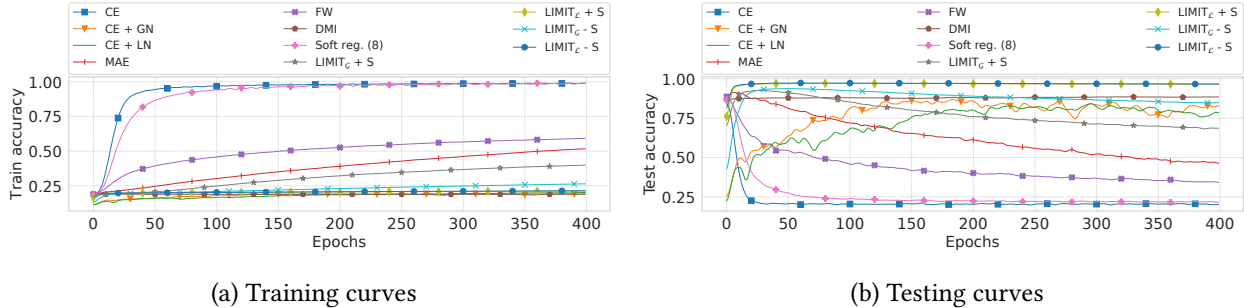 CE
CE + GN
CE + LN
MAE
FW
DMI
Soft reg. (8)
LIMIT𝒢 + S
LIMITℒ + S
LIMIT𝒢 - S
LIMITℒ - S
Train accuracy
1.00
0.75
0.50
0.25
0 50 100 150 200 250 300 350 400
Epochs
(a) Training curves
CE
CE + GN
CE + LN
MAE
FW
DMI
Soft reg. (8)
LIMIT𝒢 + S
LIMITℒ + S
LIMIT𝒢 - S
LIMITℒ - S
Test accuracy
1.00
0.75
0.50
0.25
0 50 100 150 200 250 300 350 400
Epochs
(b) Testing curves